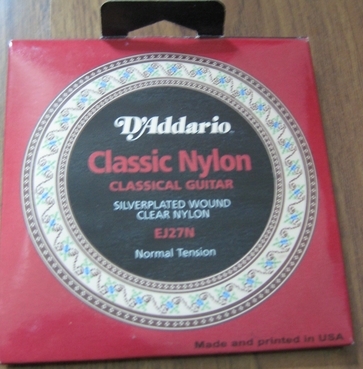 D'Addario
Classic Nylon
CLASSICAL GUITAR
SILVERPLATED WOUND
CLEAR NYLON
EJ27N
Normal Tension
Made and printed in USA